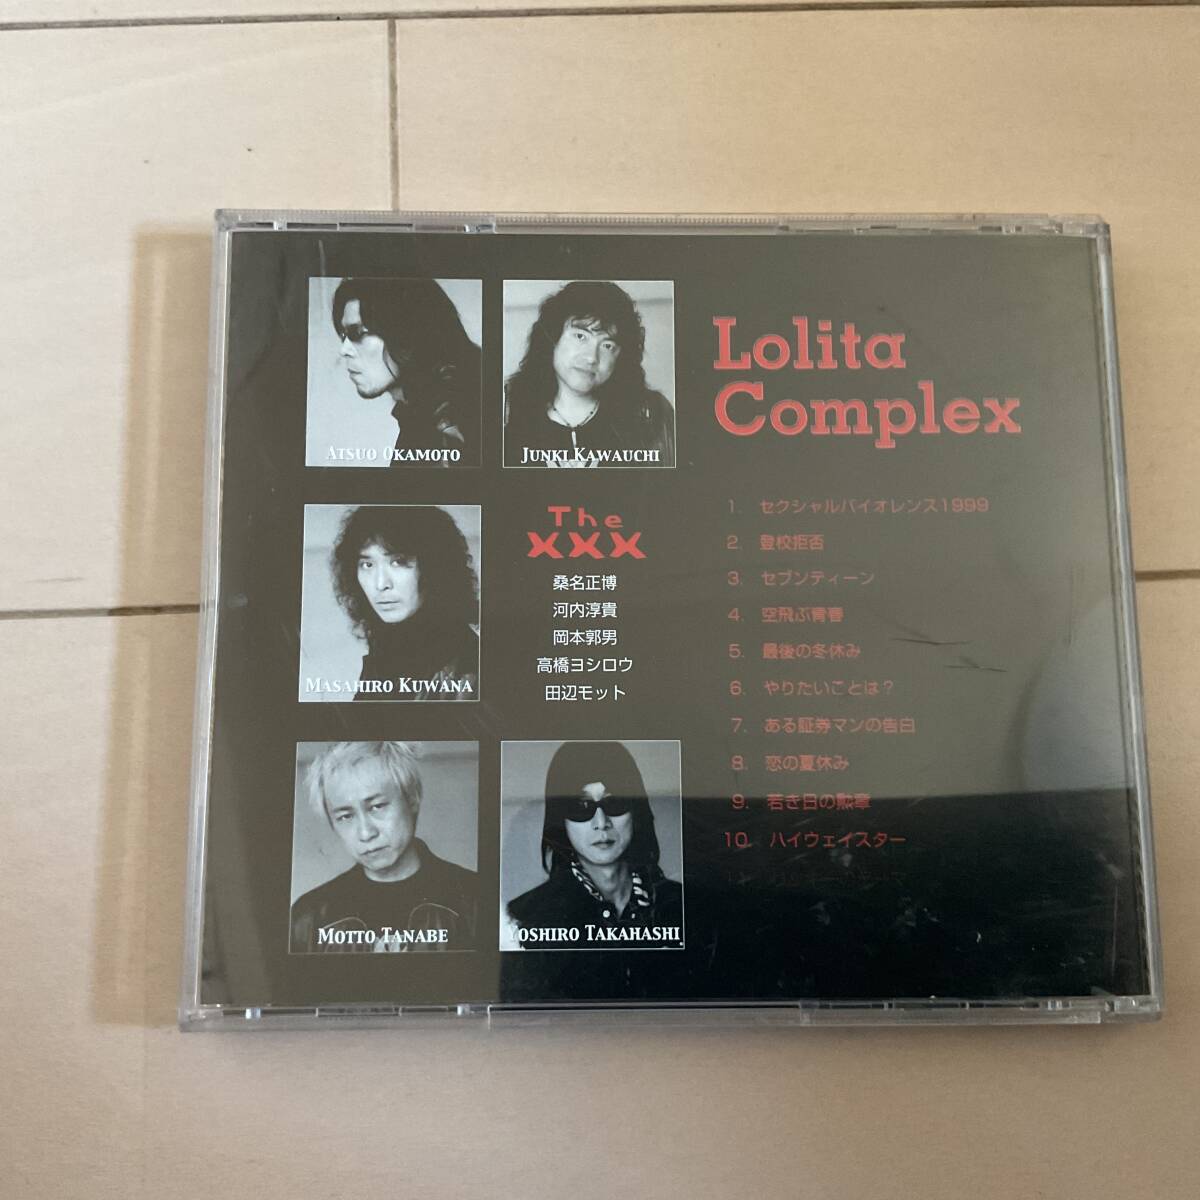 Lolita
Complex
ATSUO OKAMOTO
JUNKI KAWAUCHI
MASAHIRO KUWANA
The
XXX
桑名正博
河内淳貴
岡本郭男
高橋ヨシロウ
田辺モット
MOTTO TANABE
YOSHIRO TAKAHASHI
1. セクシャルバイオレンス1999
2. 登校拒否
3. セブンティーン
4. 空飛ぶ青春
5. 最後の冬休み
6. やりたいことは？
7. ある証券マンの告白
8. 恋の夏休み
9. 若き日の勲章
10. ハイウェイスター